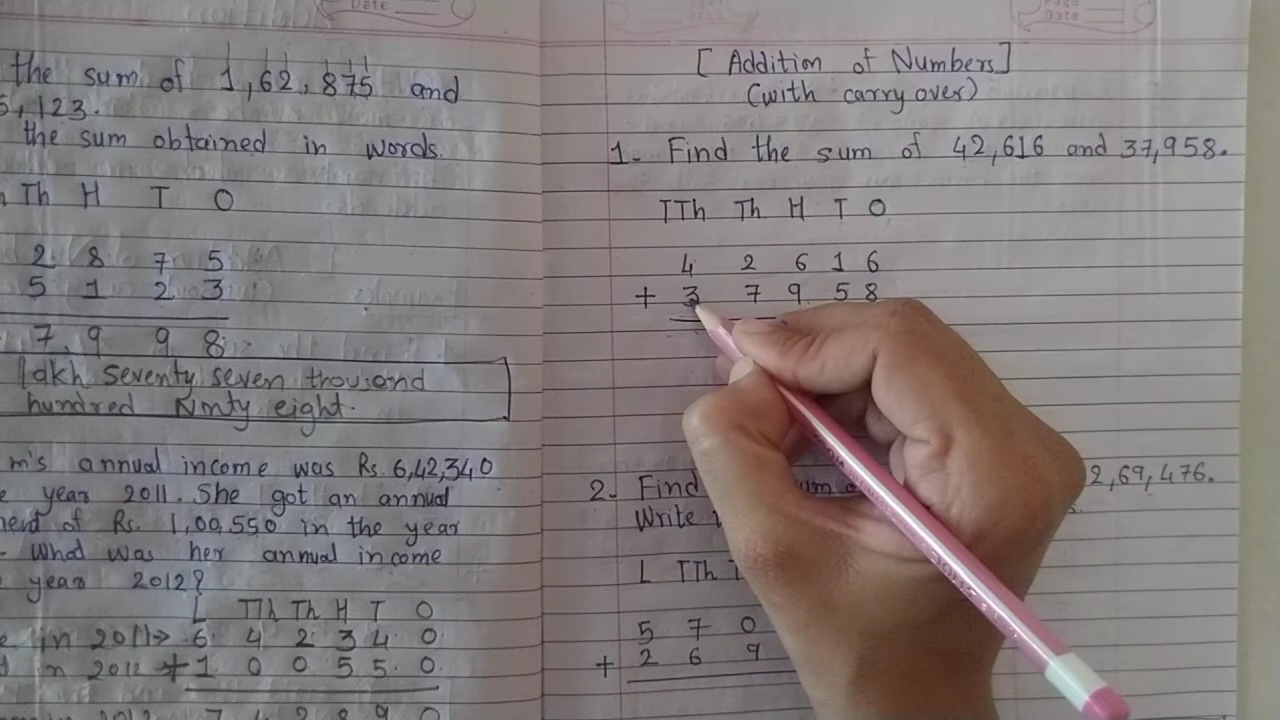 Date
the sum of 1,62,875 and
5,123.
the sum obtained in words.
Th H T O
2 8 7 5
5 1 2 3
7 9 9 8
lakh seventy seven thousand
hundred Ninty eight.
m's annual income was Rs. 6,42,340
year 2011. She got an annual
of Rs. 1,00,550 in the year
What was her annual income
year 2012?
L TTh Th H T O
in 2011→ 6 4 2 3 4 0
in 2012 + 1 0 0 5 5 0
Date
[Addition of Numbers]
(with carry over)
1. Find the sum of 42,616 and 37,958.
TTh Th H T O
4 2 6 1 6
+ 3 7 9 5 8
2. Find 2,69,476.
Write
L TTh T
5 7 0
+ 2 6 9